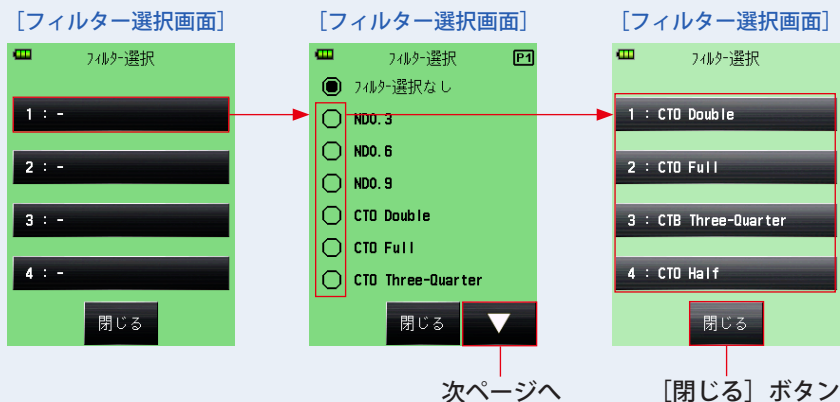 [フィルター選択画面]
フィルター選択
1 : -
2 : -
3 : -
4 : -
閉じる
[フィルター選択画面]
フィルター選択 P1
フィルター選択なし
ND0.3
ND0.6
ND0.9
CTO Double
CTO Full
CTO Three-Quarter
閉じる ▼
次ページへ
[フィルター選択画面]
フィルター選択
1 : CTO Double
2 : CTO Full
3 : CTB Three-Quarter
4 : CTO Half
閉じる
[閉じる] ボタン